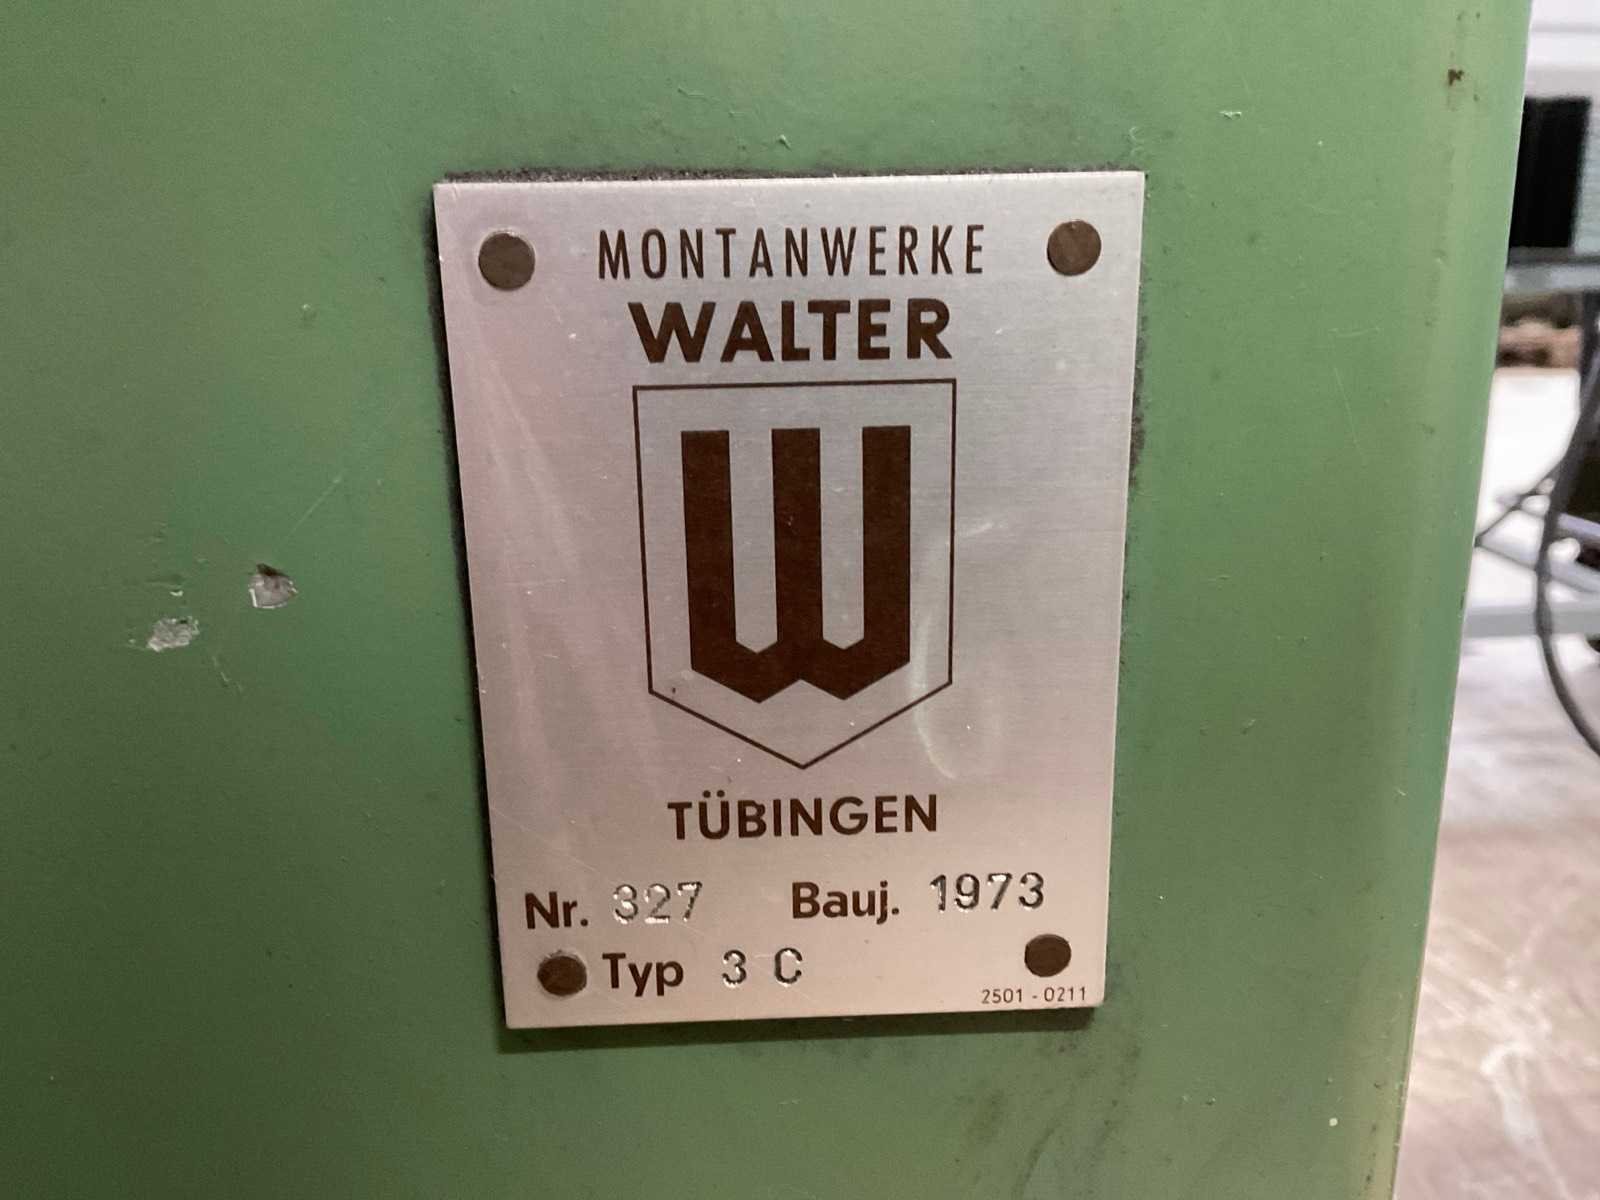 MONTANWERKE
WALTER
W
TÜBINGEN
Nr. 327 Bauj. 1973
Typ 3 C
2501-0211